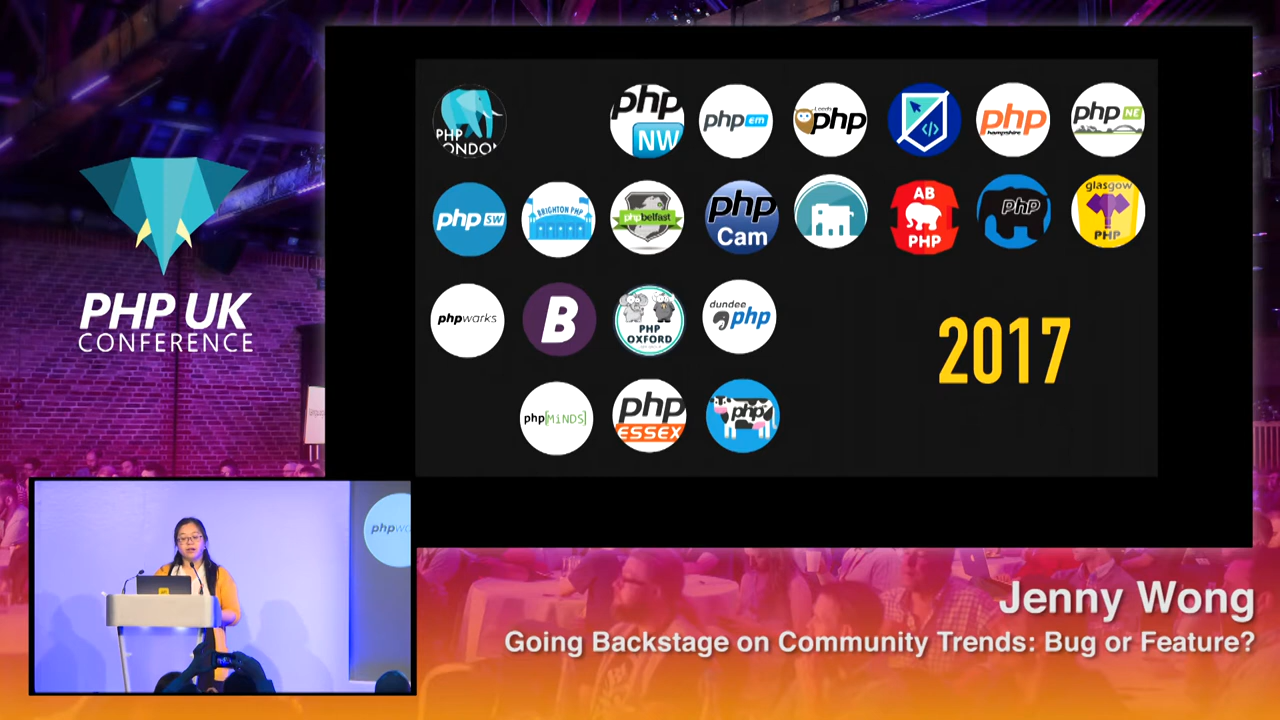 PHP UK
CONFERENCE
PHP
LONDON
php
NW
php em
Leeds
php
php
hampshire
php NE
php sw
BRIGHTON PHP
phpbelfast
php
Cam
AB
PHP
php
glasgow
PHP
phpwarks
B
PHP
OXFORD
dundee
php
2017
php[MiNDS]
php
ESSEX
php
phpw
Jenny Wong
Going Backstage on Community Trends: Bug or Feature?